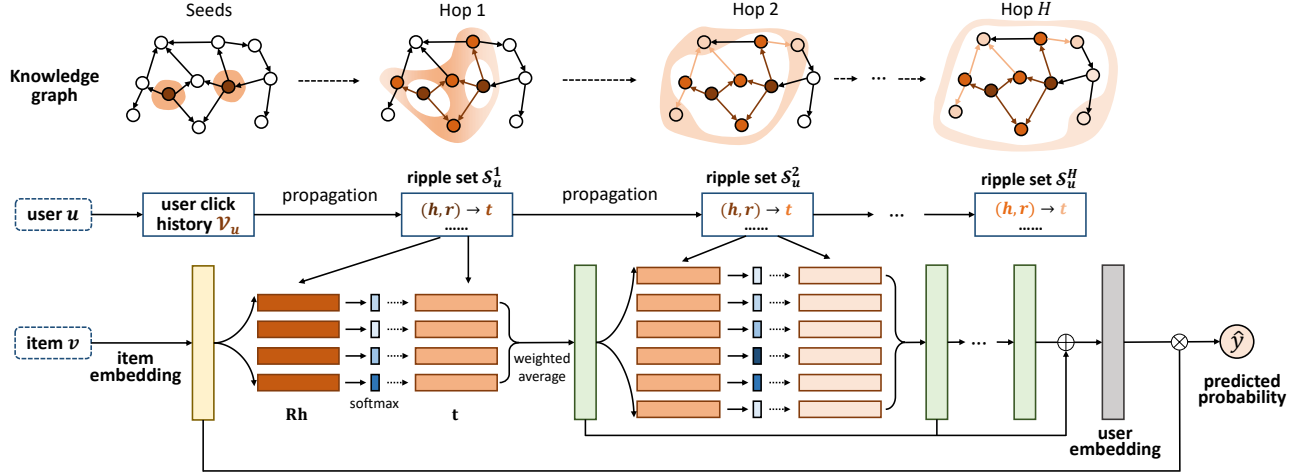 Seeds
Hop 1
Hop 2
Hop H
Knowledge
graph
...
ripple set 𝒮ᵤ¹
ripple set 𝒮ᵤ²
ripple set 𝒮ᵤᴴ
propagation
propagation
user u
user click
history 𝒱ᵤ
(h, r) → t
......
(h, r) → t
......
...
(h, r) → t
......
item v
item
embedding
Rh
softmax
t
weighted
average
...
user
embedding
ŷ
predicted
probability